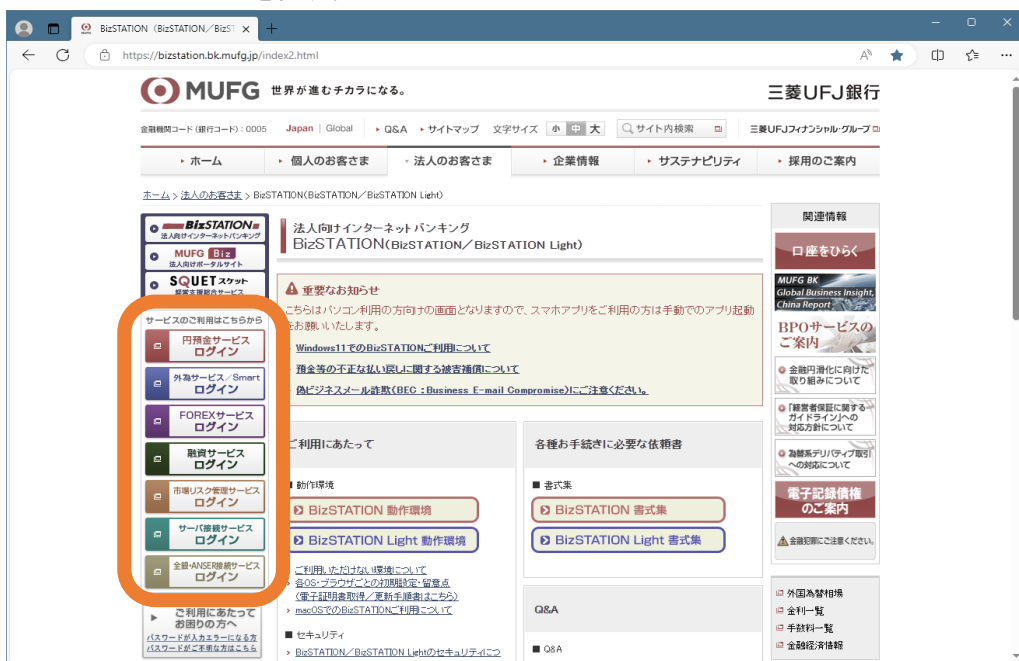 BizSTATION（BizSTATION／BizST
https://bizstation.bk.mufg.jp/index2.html
MUFG 世界が進むチカラになる。
三菱UFJ銀行
金融機関コード（銀行コード）: 0005
Japan | Global
Q&A
サイトマップ
文字サイズ 小 中 大
サイト内検索
三菱UFJフィナンシャル・グループ
ホーム
個人のお客さま
法人のお客さま
企業情報
サステナビリティ
採用のご案内
ホーム > 法人のお客さま > BizSTATION(BizSTATION／BizSTATION Light)
BizSTATION
法人向けインターネットバンキング
MUFG Biz
法人向けポータルサイト
SQUET スケット
経営支援総合サービス
サービスのご利用はこちらから
円預金サービス
ログイン
外為サービス／Smart
ログイン
FOREXサービス
ログイン
融資サービス
ログイン
市場リスク管理サービス
ログイン
サーバ接続サービス
ログイン
全銀・ANSER接続サービス
ログイン
ご利用にあたって
お困りの方へ
パスワードが入力エラーになる方
パスワードがご不明な方はこちら
法人向けインターネットバンキング
BizSTATION(BizSTATION／BizSTATION Light)
重要なお知らせ
こちらはパソコン利用の方向けの画面となりますので、スマホアプリをご利用の方は手動でのアプリ起動
をお願いいたします。
Windows11でのBizSTATIONご利用について
預金等の不正な払い戻しに関する被害補償について
偽ビジネスメール詐欺(BEC：Business E-mail Compromise)にご注意ください。
ご利用にあたって
■ 動作環境
BizSTATION 動作環境
BizSTATION Light 動作環境
ご利用いただけない環境について
各OS・ブラウザごとの初期設定・留意点
（電子証明書取得／更新手順書はこちら）
macOSでのBizSTATIONご利用について
■ セキュリティ
BizSTATION／BizSTATION Lightのセキュリティにつ
各種お手続きに必要な依頼書
■ 書式集
BizSTATION 書式集
BizSTATION Light 書式集
Q&A
■ Q&A
関連情報
口座をひらく
MUFG BK
Global Business Insight,
China Report
BPOサービスの
ご案内
金融円滑化に向けた
取り組みについて
「経営者保証に関する
ガイドライン」への
対応方針について
為替系デリバティブ取引
への対応について
電子記録債権
のご案内
金融犯罪にご注意ください。
外国為替相場
金利一覧
手数料一覧
金融経済情報